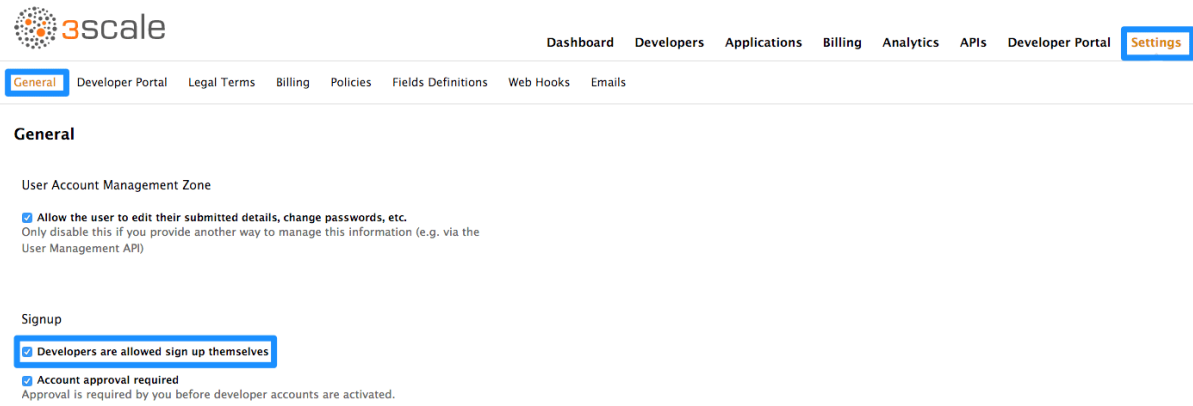 3scale
Dashboard Developers Applications Billing Analytics APIs Developer Portal Settings
General Developer Portal Legal Terms Billing Policies Fields Definitions Web Hooks Emails
General
User Account Management Zone
Allow the user to edit their submitted details, change passwords, etc.
Only disable this if you provide another way to manage this information (e.g. via the
User Management API)
Signup
Developers are allowed sign up themselves
Account approval required
Approval is required by you before developer accounts are activated.